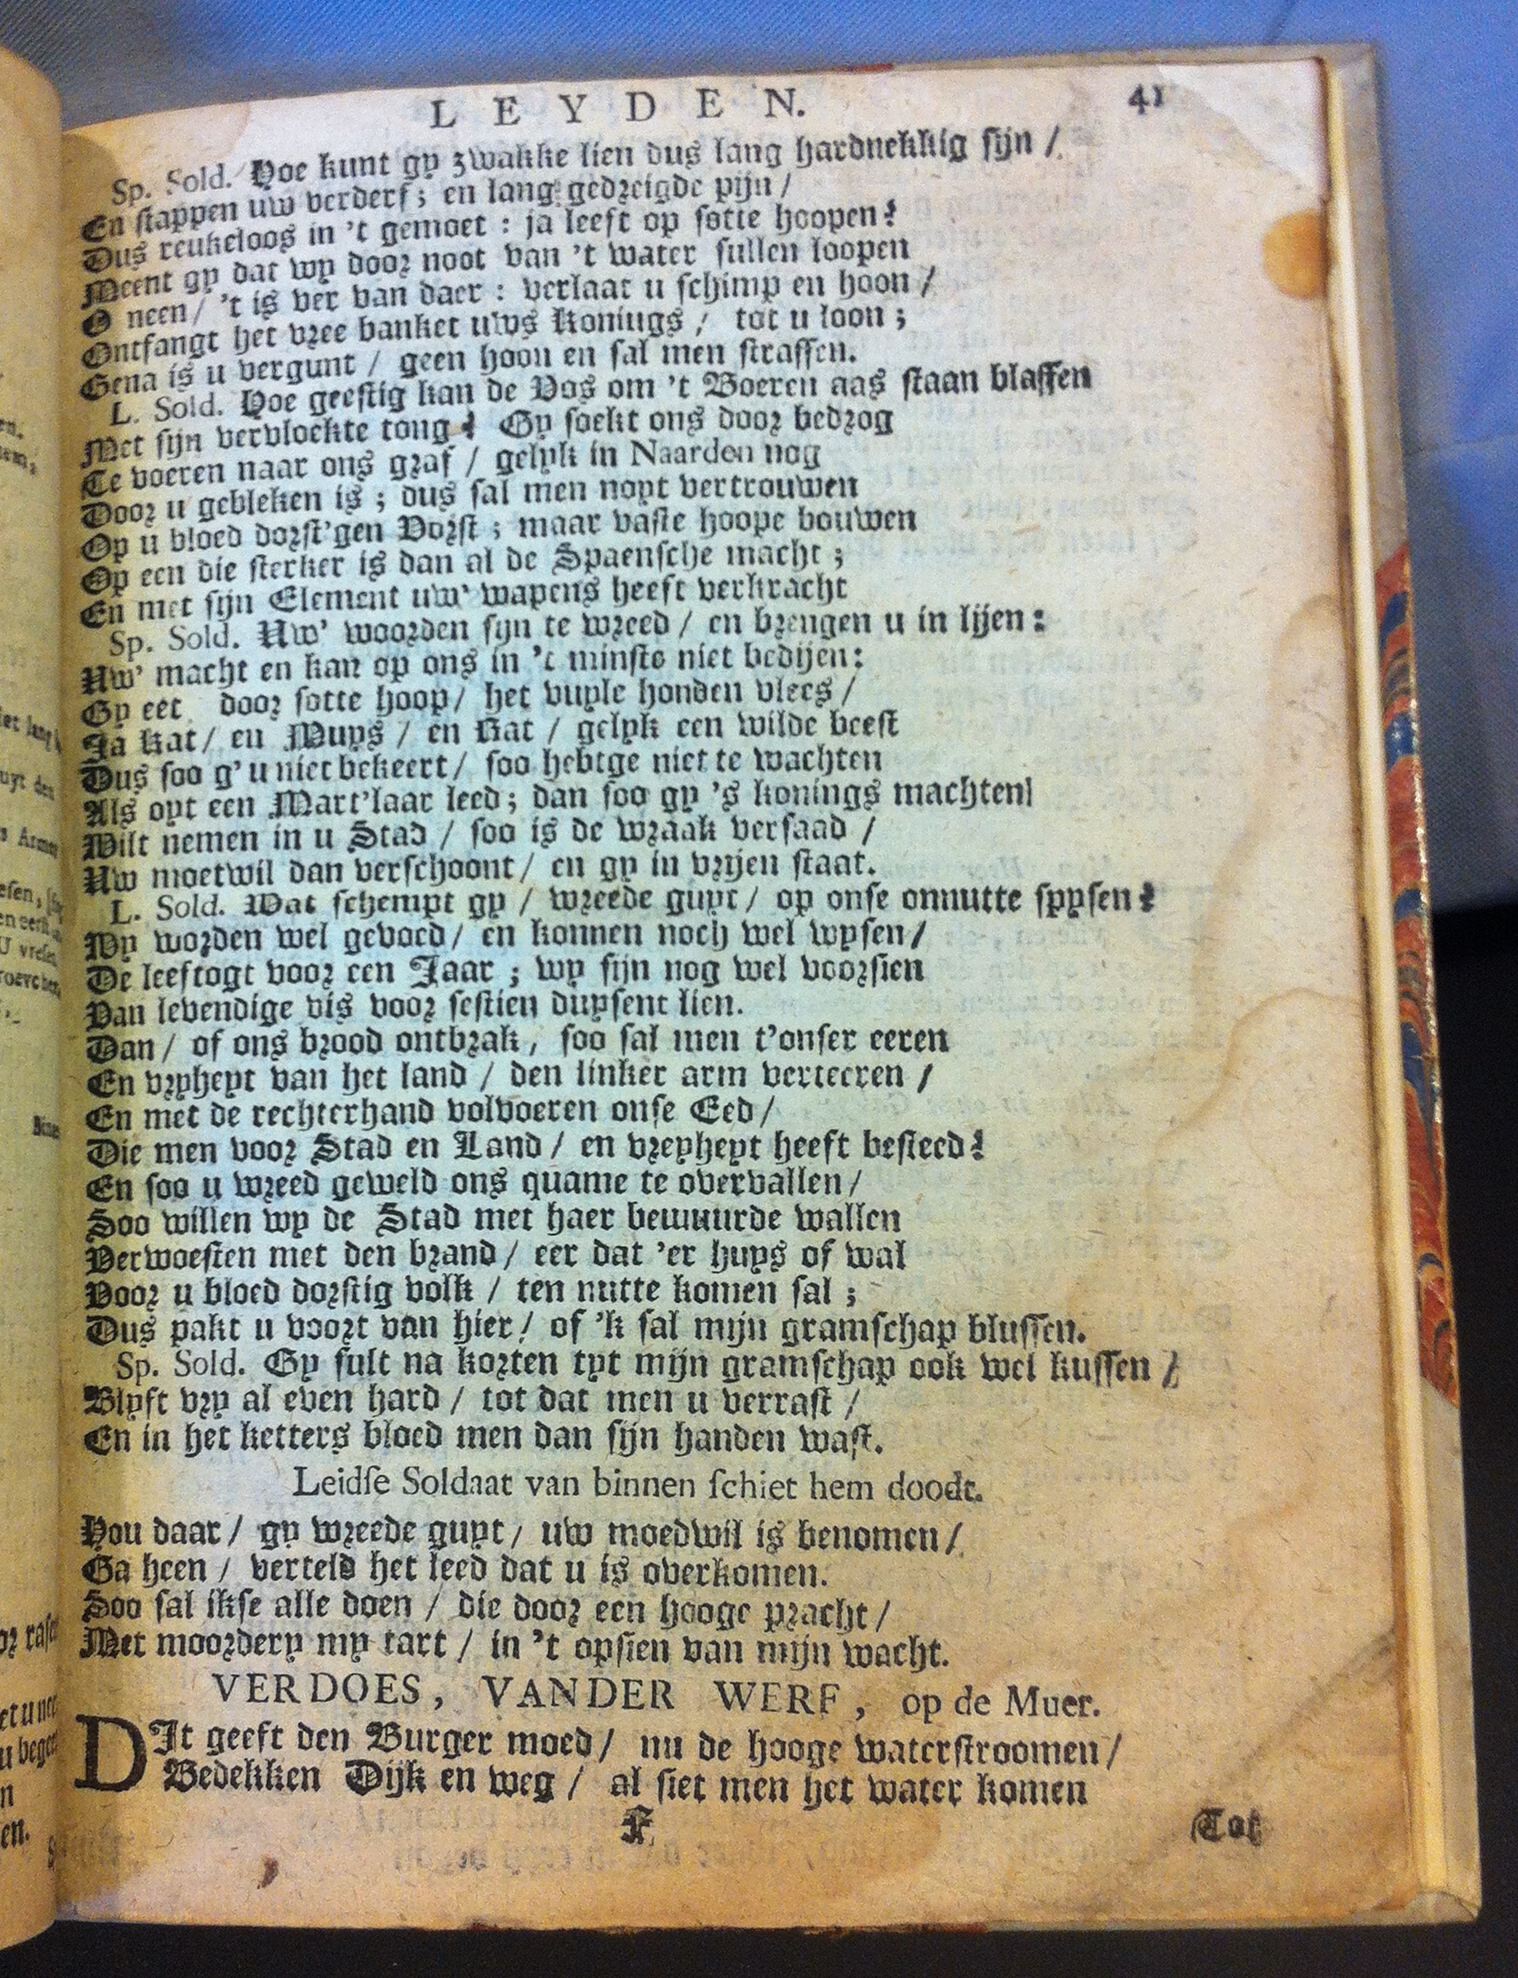 LEYDEN. 41
Sp. Sold. Hoe kunt gy zwakke lien dus lang hardnekkig sijn /
En stappen uw verderf; en lang gedreigde pijn /
Dus reukeloos in 't gemoet: ja leeft op sotte hoopen?
Meent gy dat wy door noot van 't water sullen loopen
O neen / 't is ver van daer: verlaat u schimp en hoon /
Ontfangt het vree banket uws Konings / tot u loon;
Gena is u vergunt / geen hoon en sal men straffen.
L. Sold. Hoe geestig kan de Vos om 't Boeren aas staan blaffen
Met sijn vervloekte tong? Gy soekt ons door bedrog
Te voeren naar ons graf / gelyk in Naarden nog
Door u gebleken is; dus sal men noyt vertrouwen
Op u bloed dorst'gen Vorst; maar vaste hoope bouwen
Op een die sterker is dan al de Spaensche macht;
En met sijn Element uw' wapens heeft verkracht
Sp. Sold. Uw' woorden sijn te wreed / en brengen u in lijen:
Uw' macht en kan op ons in 't minste niet bedijen:
Gy eet door sotte hoop / het vuyle honden vlees /
Ja Kat / en Muys / en Rat / gelyk een wilde beest
Dus soo g' u niet bekeert / soo hebtge niet te wachten
Als oyt een Mart'laar leed; dan soo gy 's konings machten
Wilt nemen in u Stad / soo is de wraak versaad /
Uw moetwil dan verschoont / en gy in vryen staat.
L. Sold. Wat schempt gy / wreede guyt / op onse onnutte spysen?
Wy worden wel gevoed / en konnen noch wel wysen /
De leeftogt voor een Jaar; wy sijn nog wel voorsien
Van levendige vis voor sestien duysent lien.
Dan / of ons brood ontbrak, soo sal men t'onser eeren
En vryheyt van het land / den linker arm verteeren /
En met de rechterhand volvoeren onse Eed /
Die men voor Stad en Land / en vreyheyt heeft besteed?
En soo u wreed geweld ons quame te overvallen /
Soo willen wy de Stad met haer bemuurde wallen
Verwoesten met den brand / eer dat 'er huys of wal
Voor u bloed dorstig volk / ten nutte komen sal;
Dus pakt u voort van hier / of 'k sal mijn gramschap blussen.
Sp. Sold. Gy sult na korten tyt mijn gramschap ook wel kussen /
Blyft vry al even hard / tot dat men u verrast /
En in het ketters bloed men dan sijn handen wast.
Leidse Soldaat van binnen schiet hem doodt.
Hou daar / gy wreede guyt / uw moedwil is benomen /
Ga heen / verteld het leed dat u is overkomen.
Soo sal ikse alle doen / die door een hooge pracht /
Met moordery my tart / in 't opsien van mijn wacht.
VERDOES, VANDER WERF, op de Muer.
DIt geeft den Burger moed / nu de hooge waterstroomen /
Bedekken Dijk en weg / al siet men het water komen
F Tot